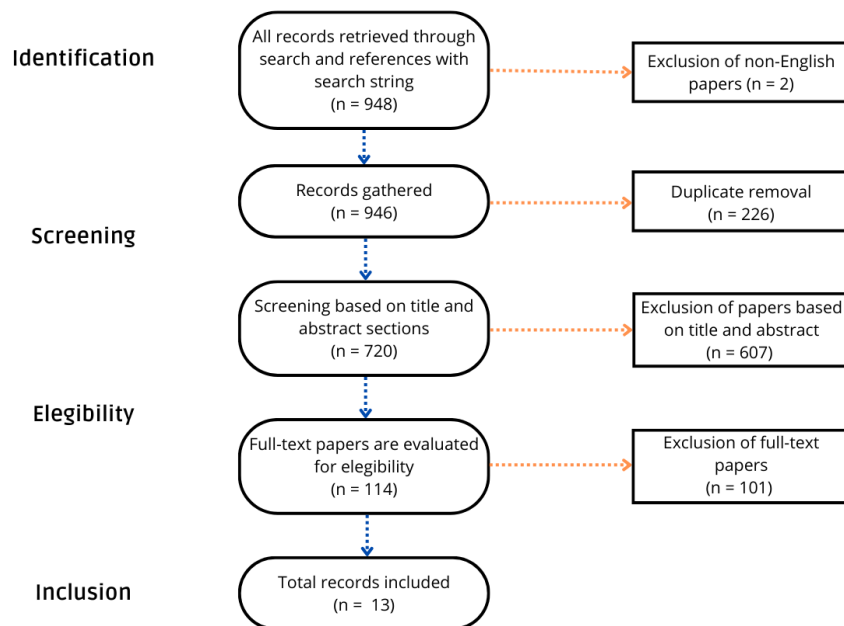 Identification
All records retrieved through
search and references with
search string
(n = 948)
Exclusion of non-English
papers (n = 2)
Records gathered
(n = 946)
Duplicate removal
(n = 226)
Screening
Screening based on title and
abstract sections
(n = 720)
Exclusion of papers based
on title and abstract
(n = 607)
Elegibility
Full-text papers are evaluated
for elegibility
(n = 114)
Exclusion of full-text
papers
(n = 101)
Inclusion
Total records included
(n = 13)